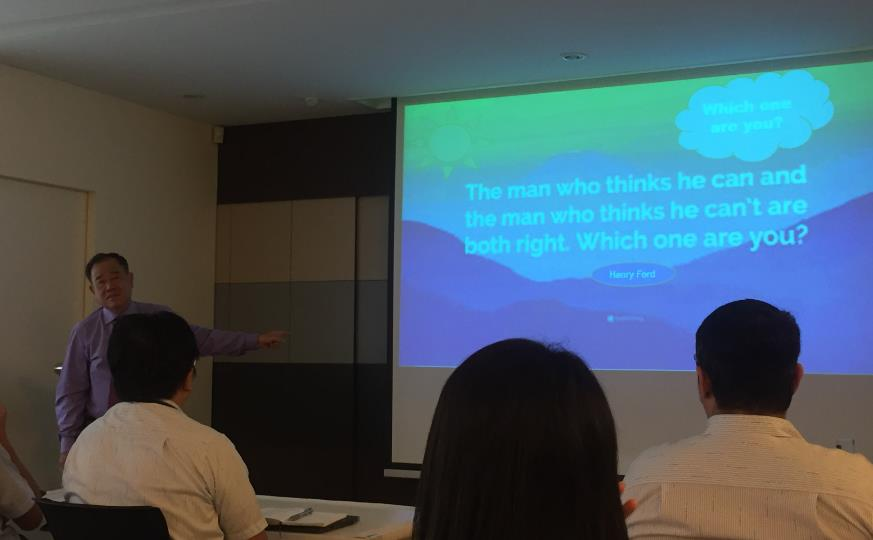 Which one
are you?
The man who thinks he can and
the man who thinks he can't are
both right. Which one are you?
Henry Ford